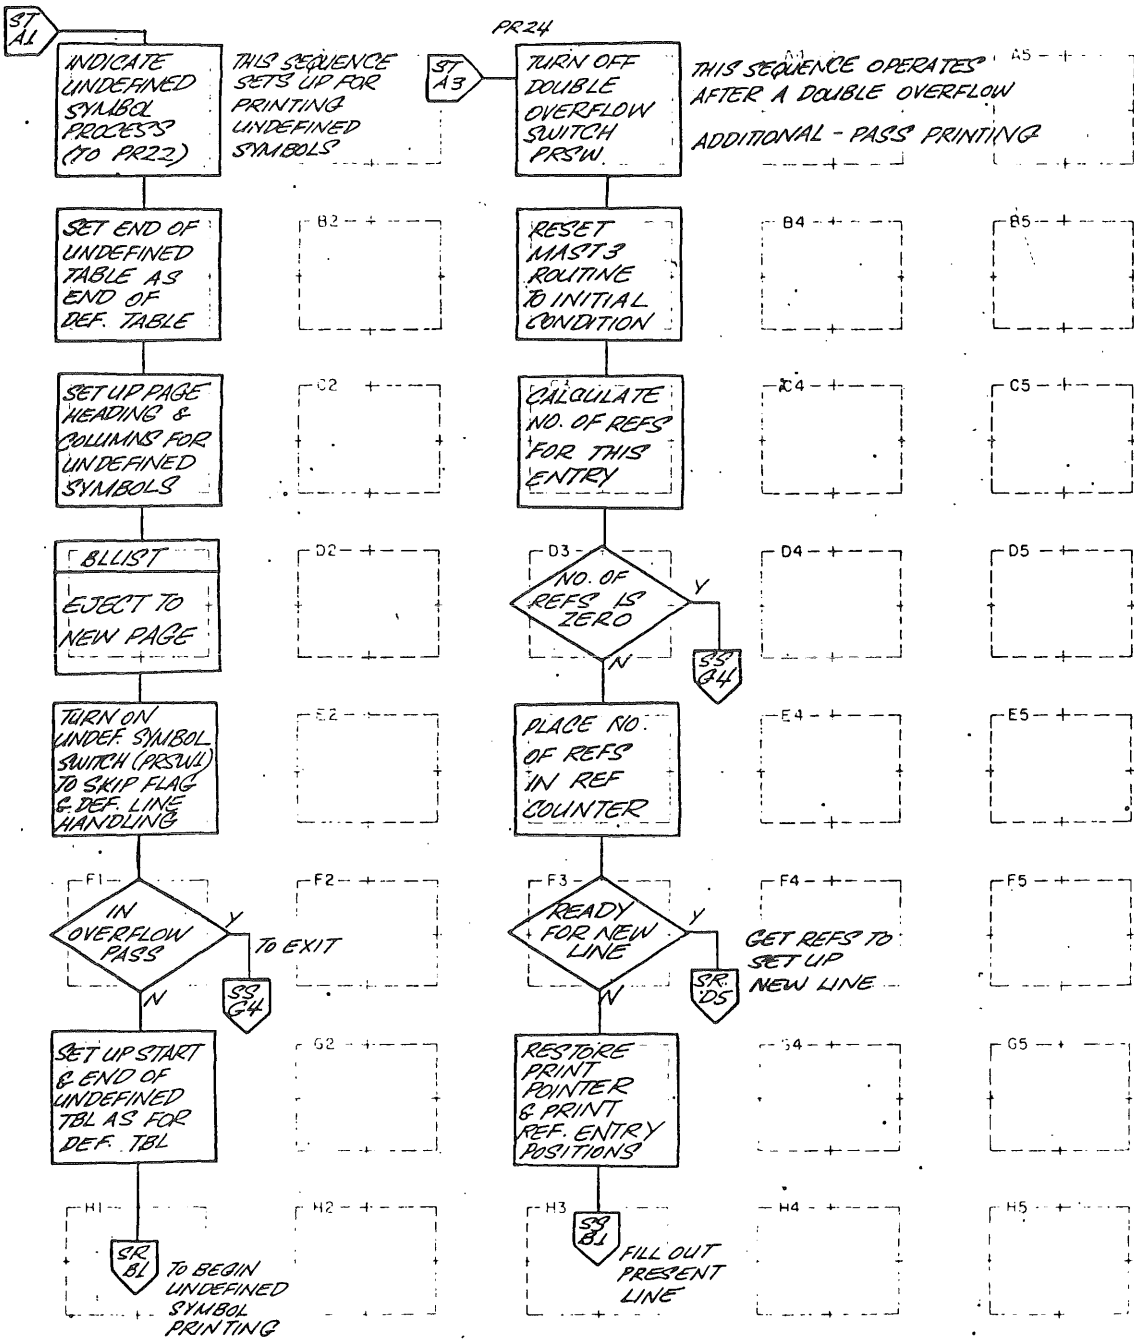 ST
A1
INDICATE
UNDEFINED
SYMBOL
PROCESS
(TO PR22)
THIS SEQUENCE
SETS UP FOR
PRINTING
UNDEFINED
SYMBOLS
SET END OF
UNDEFINED
TABLE AS
END OF
DEF. TABLE
B2
SET UP PAGE
HEADING &
COLUMNS FOR
UNDEFINED
SYMBOLS
C2
BLLIST
EJECT TO
NEW PAGE
D2
TURN ON
UNDEF. SYMBOL
SWITCH (PRSW1)
TO SKIP FLAG
& DEF. LINE
HANDLING
E2
F1
IN
OVERFLOW
PASS
Y
TO EXIT
SS
G4
N
F2
SET UP START
& END OF
UNDEFINED
TBL AS FOR
DEF. TBL
G2
H1
SR
B1
TO BEGIN
UNDEFINED
SYMBOL
PRINTING
H2
PR24
ST
A3
TURN OFF
DOUBLE
OVERFLOW
SWITCH
PRSW.
THIS SEQUENCE OPERATES
AFTER A DOUBLE OVERFLOW
ADDITIONAL - PASS PRINTING
A5
RESET
MAST3
ROUTINE
TO INITIAL
CONDITION
B4
B5
CALCULATE
NO. OF REFS
FOR THIS
ENTRY
C4
C5
D3
NO. OF
REFS IS
ZERO
Y
SS
G4
N
D4
D5
PLACE NO.
OF REFS
IN REF
COUNTER
E4
E5
F3
READY
FOR NEW
LINE
Y
SR
D5
N
GET REFS TO
SET UP
NEW LINE
F4
F5
RESTORE
PRINT
POINTER
& PRINT
REF. ENTRY
POSITIONS
G4
G5
H3
SS
B1
FILL OUT
PRESENT
LINE
H4
H5